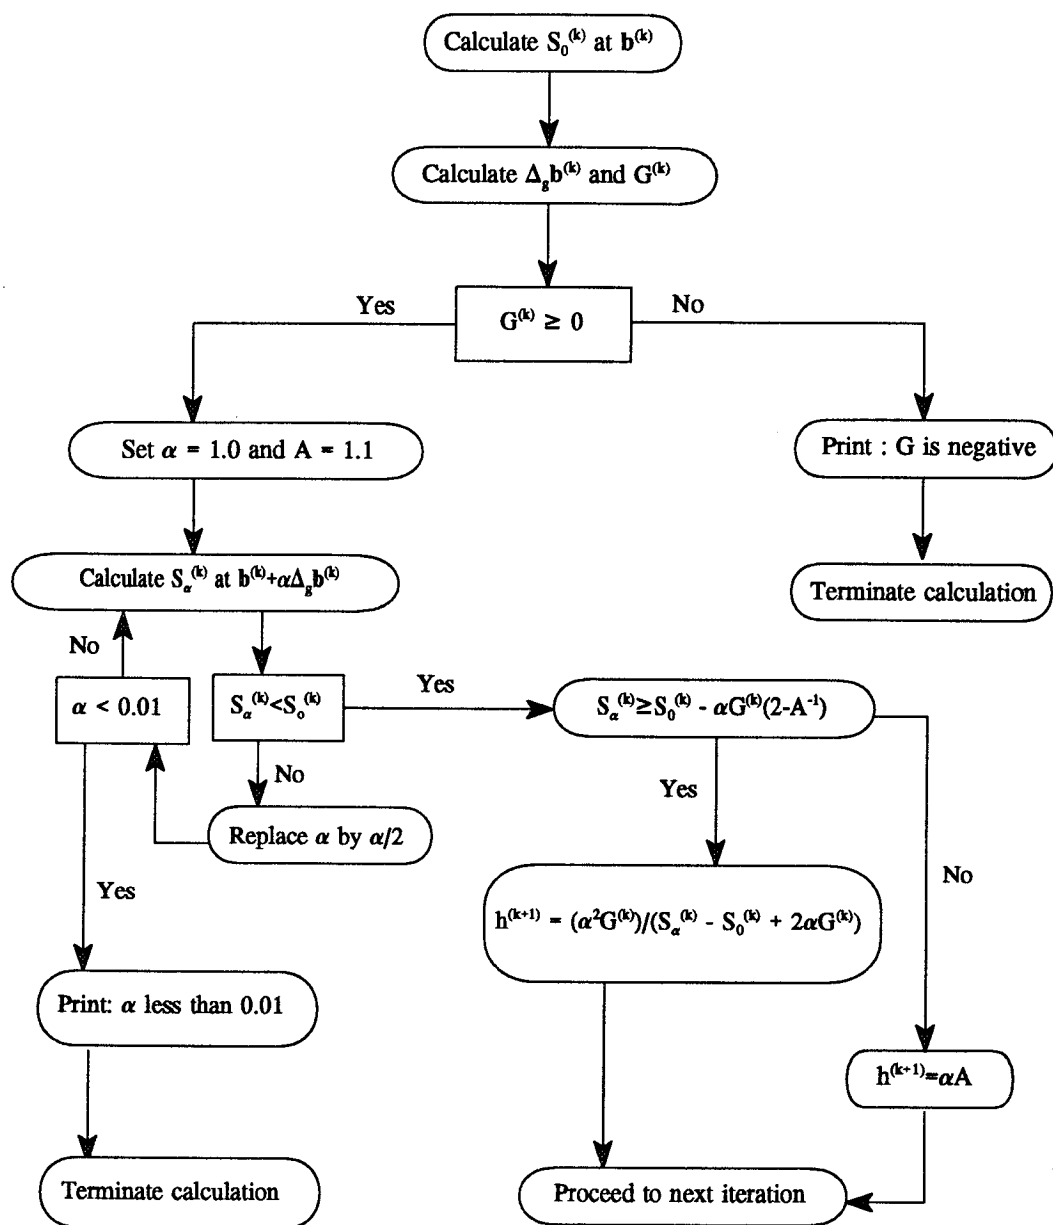 Calculate S₀⁽ᵏ⁾ at b⁽ᵏ⁾
Calculate Δ_g b⁽ᵏ⁾ and G⁽ᵏ⁾
Yes
G⁽ᵏ⁾ ≥ 0
No
Set α = 1.0 and A = 1.1
Print : G is negative
Calculate S_α⁽ᵏ⁾ at b⁽ᵏ⁾+αΔ_g b⁽ᵏ⁾
Terminate calculation
No
α < 0.01
S_α⁽ᵏ⁾<S_o⁽ᵏ⁾
Yes
S_α⁽ᵏ⁾≥S₀⁽ᵏ⁾ - αG⁽ᵏ⁾(2-A⁻¹)
No
Yes
Replace α by α/2
Yes
No
h⁽ᵏ⁺¹⁾ = (α²G⁽ᵏ⁾)/(S_α⁽ᵏ⁾ - S₀⁽ᵏ⁾ + 2αG⁽ᵏ⁾)
Print: α less than 0.01
h⁽ᵏ⁺¹⁾=αA
Terminate calculation
Proceed to next iteration